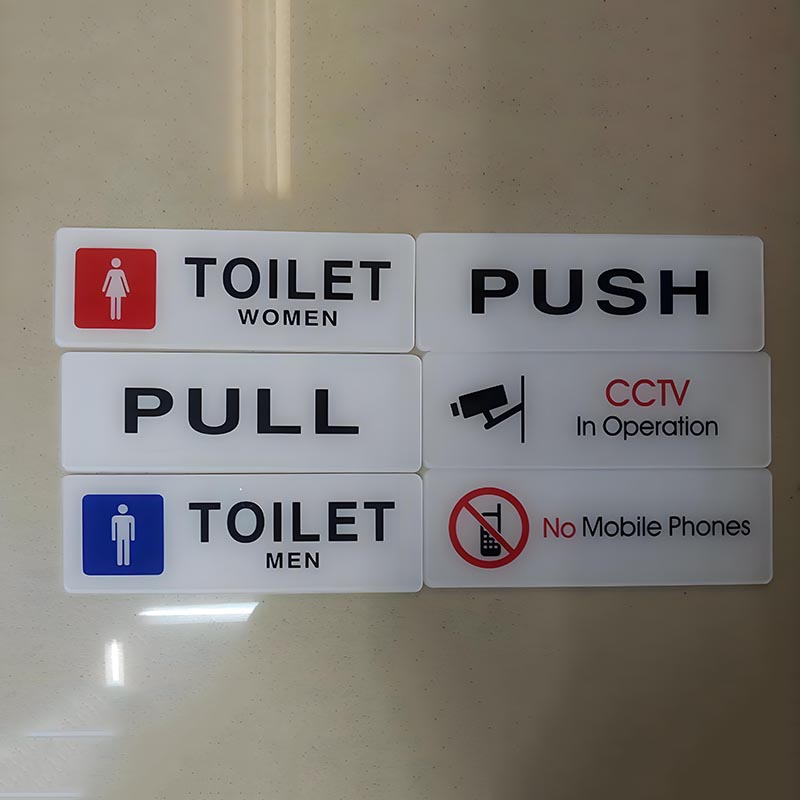 TOILET
WOMEN
PUSH
PULL
CCTV
In Operation
TOILET
MEN
No Mobile Phones